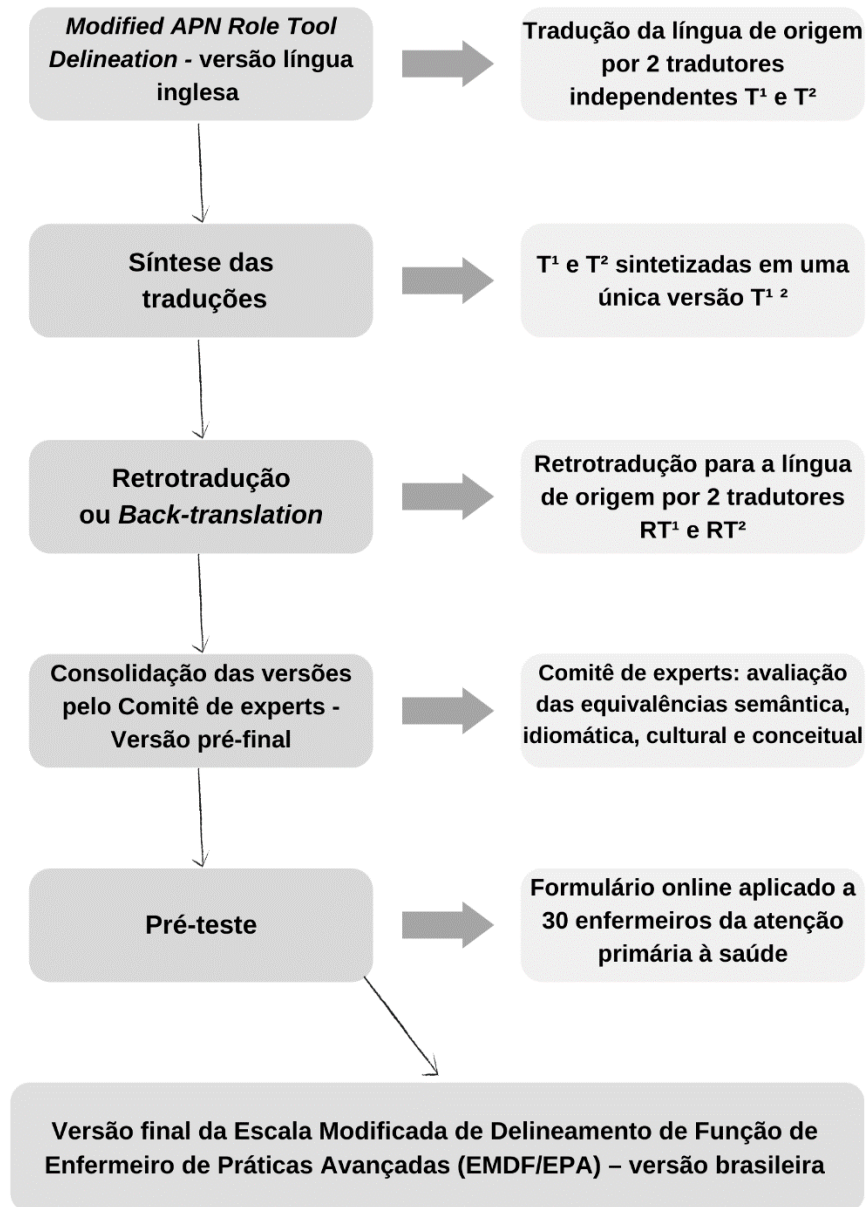 Modified APN Role Tool
Delineation - versão língua
inglesa
Tradução da língua de origem
por 2 tradutores
independentes T¹ e T²
Síntese das
traduções
T¹ e T² sintetizadas em uma
única versão T¹ ²
Retrotradução
ou Back-translation
Retrotradução para a língua
de origem por 2 tradutores
RT¹ e RT²
Consolidação das versões
pelo Comitê de experts -
Versão pré-final
Comitê de experts: avaliação
das equivalências semântica,
idiomática, cultural e conceitual
Pré-teste
Formulário online aplicado a
30 enfermeiros da atenção
primária à saúde
Versão final da Escala Modificada de Delineamento de Função de
Enfermeiro de Práticas Avançadas (EMDF/EPA) – versão brasileira